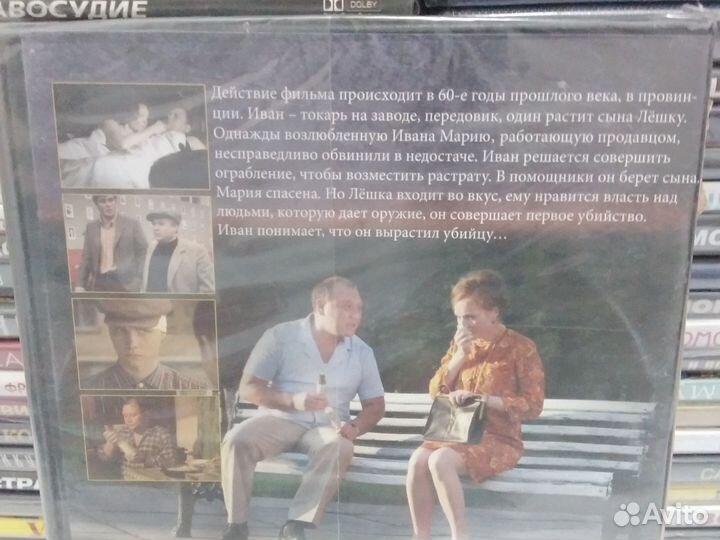 АВОСУДИЕ
DOLBY
Действие фильма происходит в 60-е годы прошлого века, в провин-
ции. Иван – токарь на заводе, передовик, один растит сына Лёшку.
Однажды возлюбленную Ивана Марию, работающую продавцом,
несправедливо обвинили в недостаче. Иван решается совершить
ограбление, чтобы возместить растрату. В помощники он берет сына.
Мария спасена. Но Лёшка входит во вкус, ему нравится власть над
людьми, которую дает оружие, он совершает первое убийство.
Иван понимает, что он вырастил убийцу…
СТРА
Avito